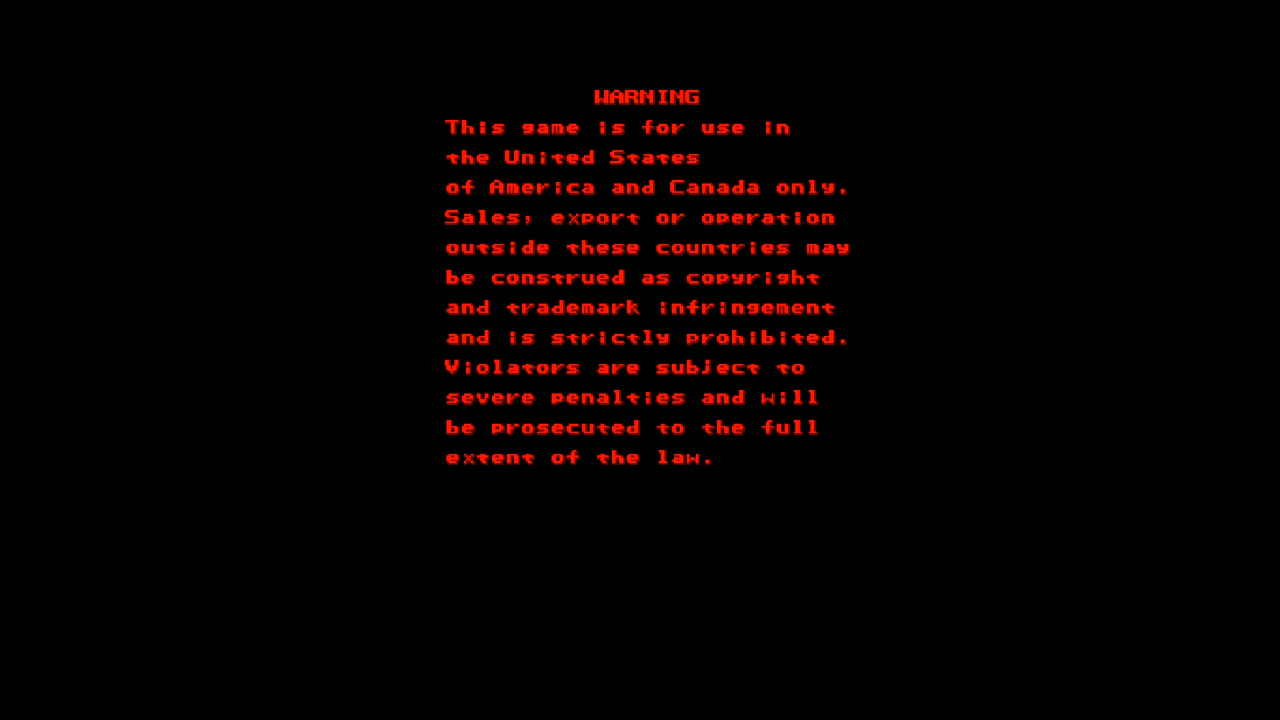 WARNING
This game is for use in
the United States
of America and Canada only.
Sales, export or operation
outside these countries may
be construed as copyright
and trademark infringement
and is strictly prohibited.
Violators are subject to
severe penalties and will
be prosecuted to the full
extent of the law.